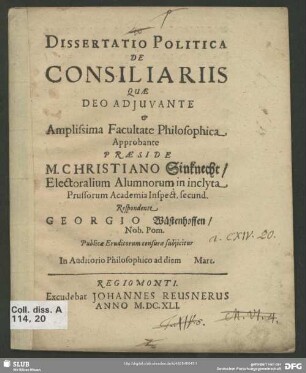 DISSERTATIO POLITICA
DE
CONSILIARIIS
QUÆ
DEO ADJUVANTE
&
Amplissima Facultate Philosophica
Approbante
PRÆSIDE
M. CHRISTIANO Sinknecht/
Electoralium Alumnorum in inclyta
Prussorum Academia Inspect. secund.
Respondente
GEORGIO Wüstenhoffen/
Nob. Pom.
Publicæ Eruditorum censuræ subjicitur
In Auditorio Philosophico ad diem Mart.
REGIOMONTI.
Excudebat JOHANNES REUSNERUS
ANNO M.DC.XLI.
a. CXIV. 20.
Coll. diss. A
114, 20
SLUB
DFG